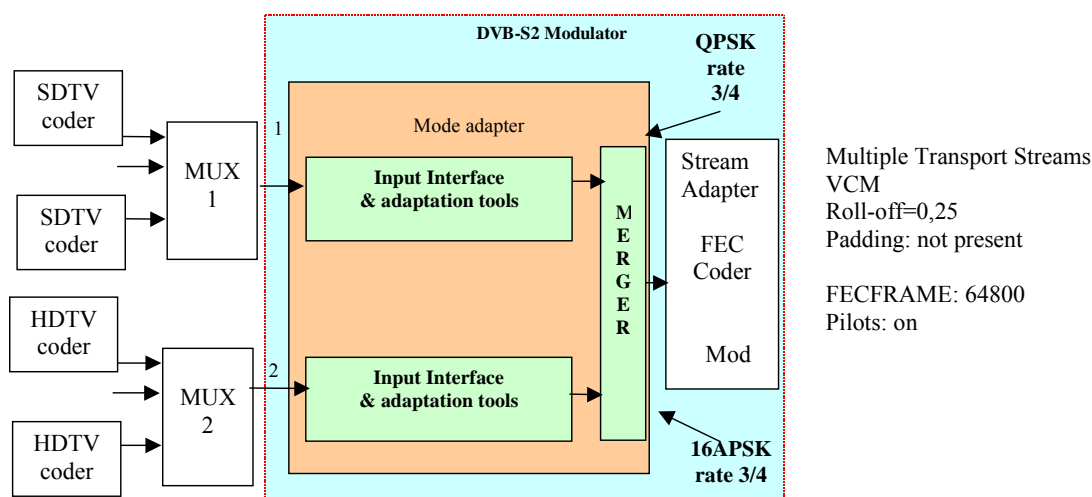 DVB-S2 Modulator
QPSK
rate
3/4
SDTV
coder
SDTV
coder
MUX
1
1
Mode adapter
Input Interface
& adaptation tools
HDTV
coder
HDTV
coder
MUX
2
2
Input Interface
& adaptation tools
M
E
R
G
E
R
Stream
Adapter
FEC
Coder
Mod
16APSK
rate 3/4
Multiple Transport Streams
VCM
Roll-off=0,25
Padding: not present
FECFRAME: 64800
Pilots: on